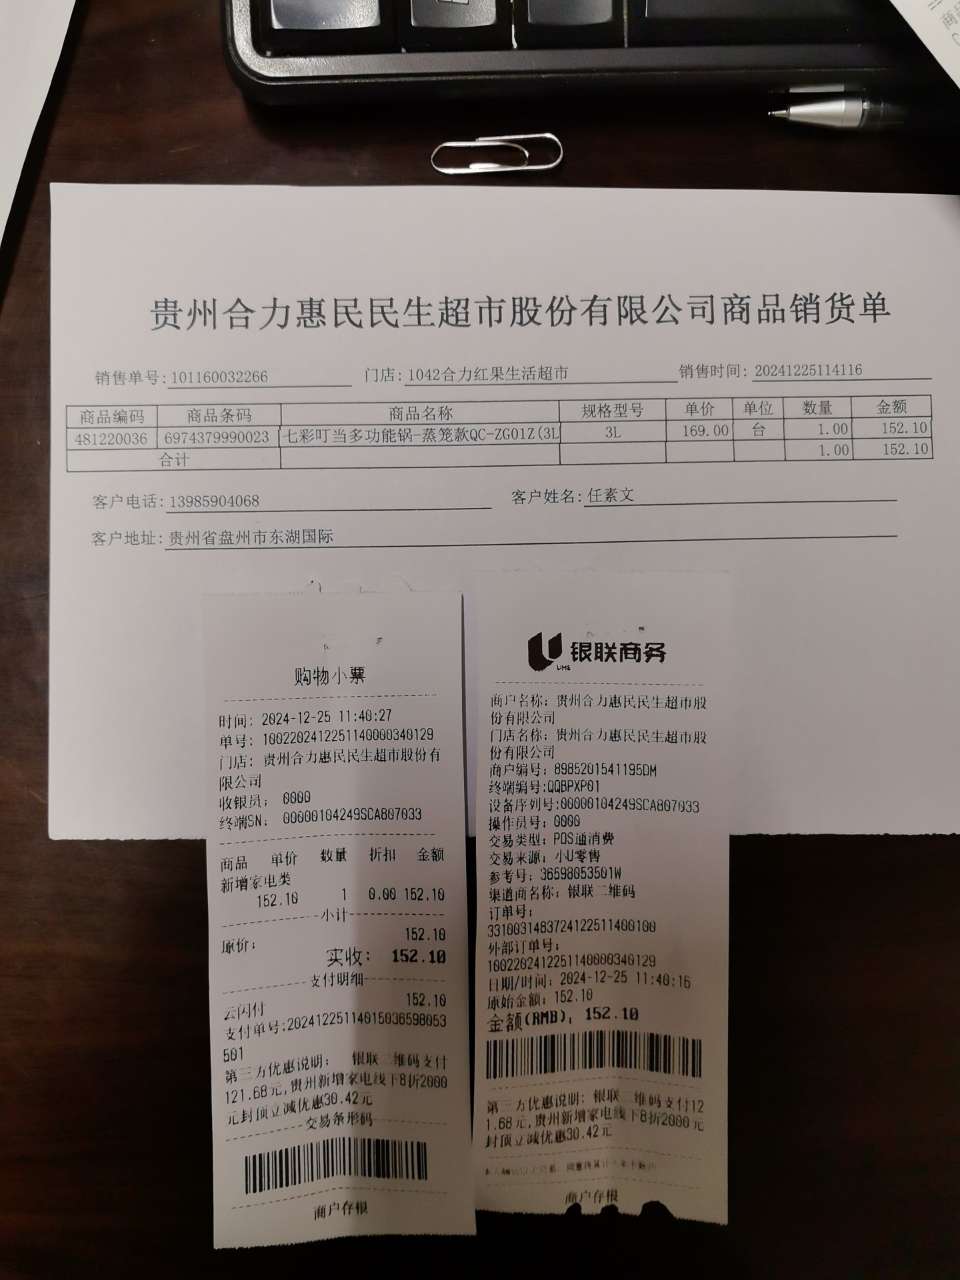 贵州合力惠民民生超市股份有限公司商品销货单
销售单号:101160032266 门店:1042合力红果生活超市 销售时间:20241225114116
商品编码 商品条码 商品名称 规格型号 单价 单位 数量 金额
481220036 6974379990023 七彩叮当多功能锅-蒸笼款QC-ZG01Z(3L 3L 169.00 台 1.00 152.10
合计 1.00 152.10
客户电话:13985904068 客户姓名:任素文
客户地址:贵州省盘州市东湖国际
购物小票
时间: 2024-12-25 11:40:27
单号: 1002202412251140000340129
门店: 贵州合力惠民民生超市股份有
限公司
收银员: 0000
终端SN: 00000104249SCA807033
商品 单价 数量 折扣 金额
新增家电类
152.10 1 0.00 152.10
小计
原价: 152.10
实收: 152.10
支付明细
云闪付 152.10
支付单号:20241225114015036598053
501
第三方优惠说明: 银联二维码支付
121.68元,贵州新增家电线下8折2000
元封顶立减优惠30.42元
交易条形码
商户存根
UMS 银联商务
商户名称: 贵州合力惠民民生超市股
份有限公司
门店名称: 贵州合力惠民民生超市股
份有限公司
商户编号: 8985201541195DM
终端编号:QQBPXP01
设备序列号:00000104249SCA807033
操作员号: 0000
交易类型: POS通消费
交易来源: 小U零售
参考号: 36598053501W
渠道商名称: 银联二维码
订单号:
33100314837241225114​00100
外部订单号:
1002202412251140000340129
日期/时间: 2024-12-25 11:40:16
原始金额: 152.10
金额(RMB): 152.10
第三方优惠说明: 银联二维码支付12
1.68元,贵州新增家电线下8折2000元
封顶立减优惠30.42元
商户存根